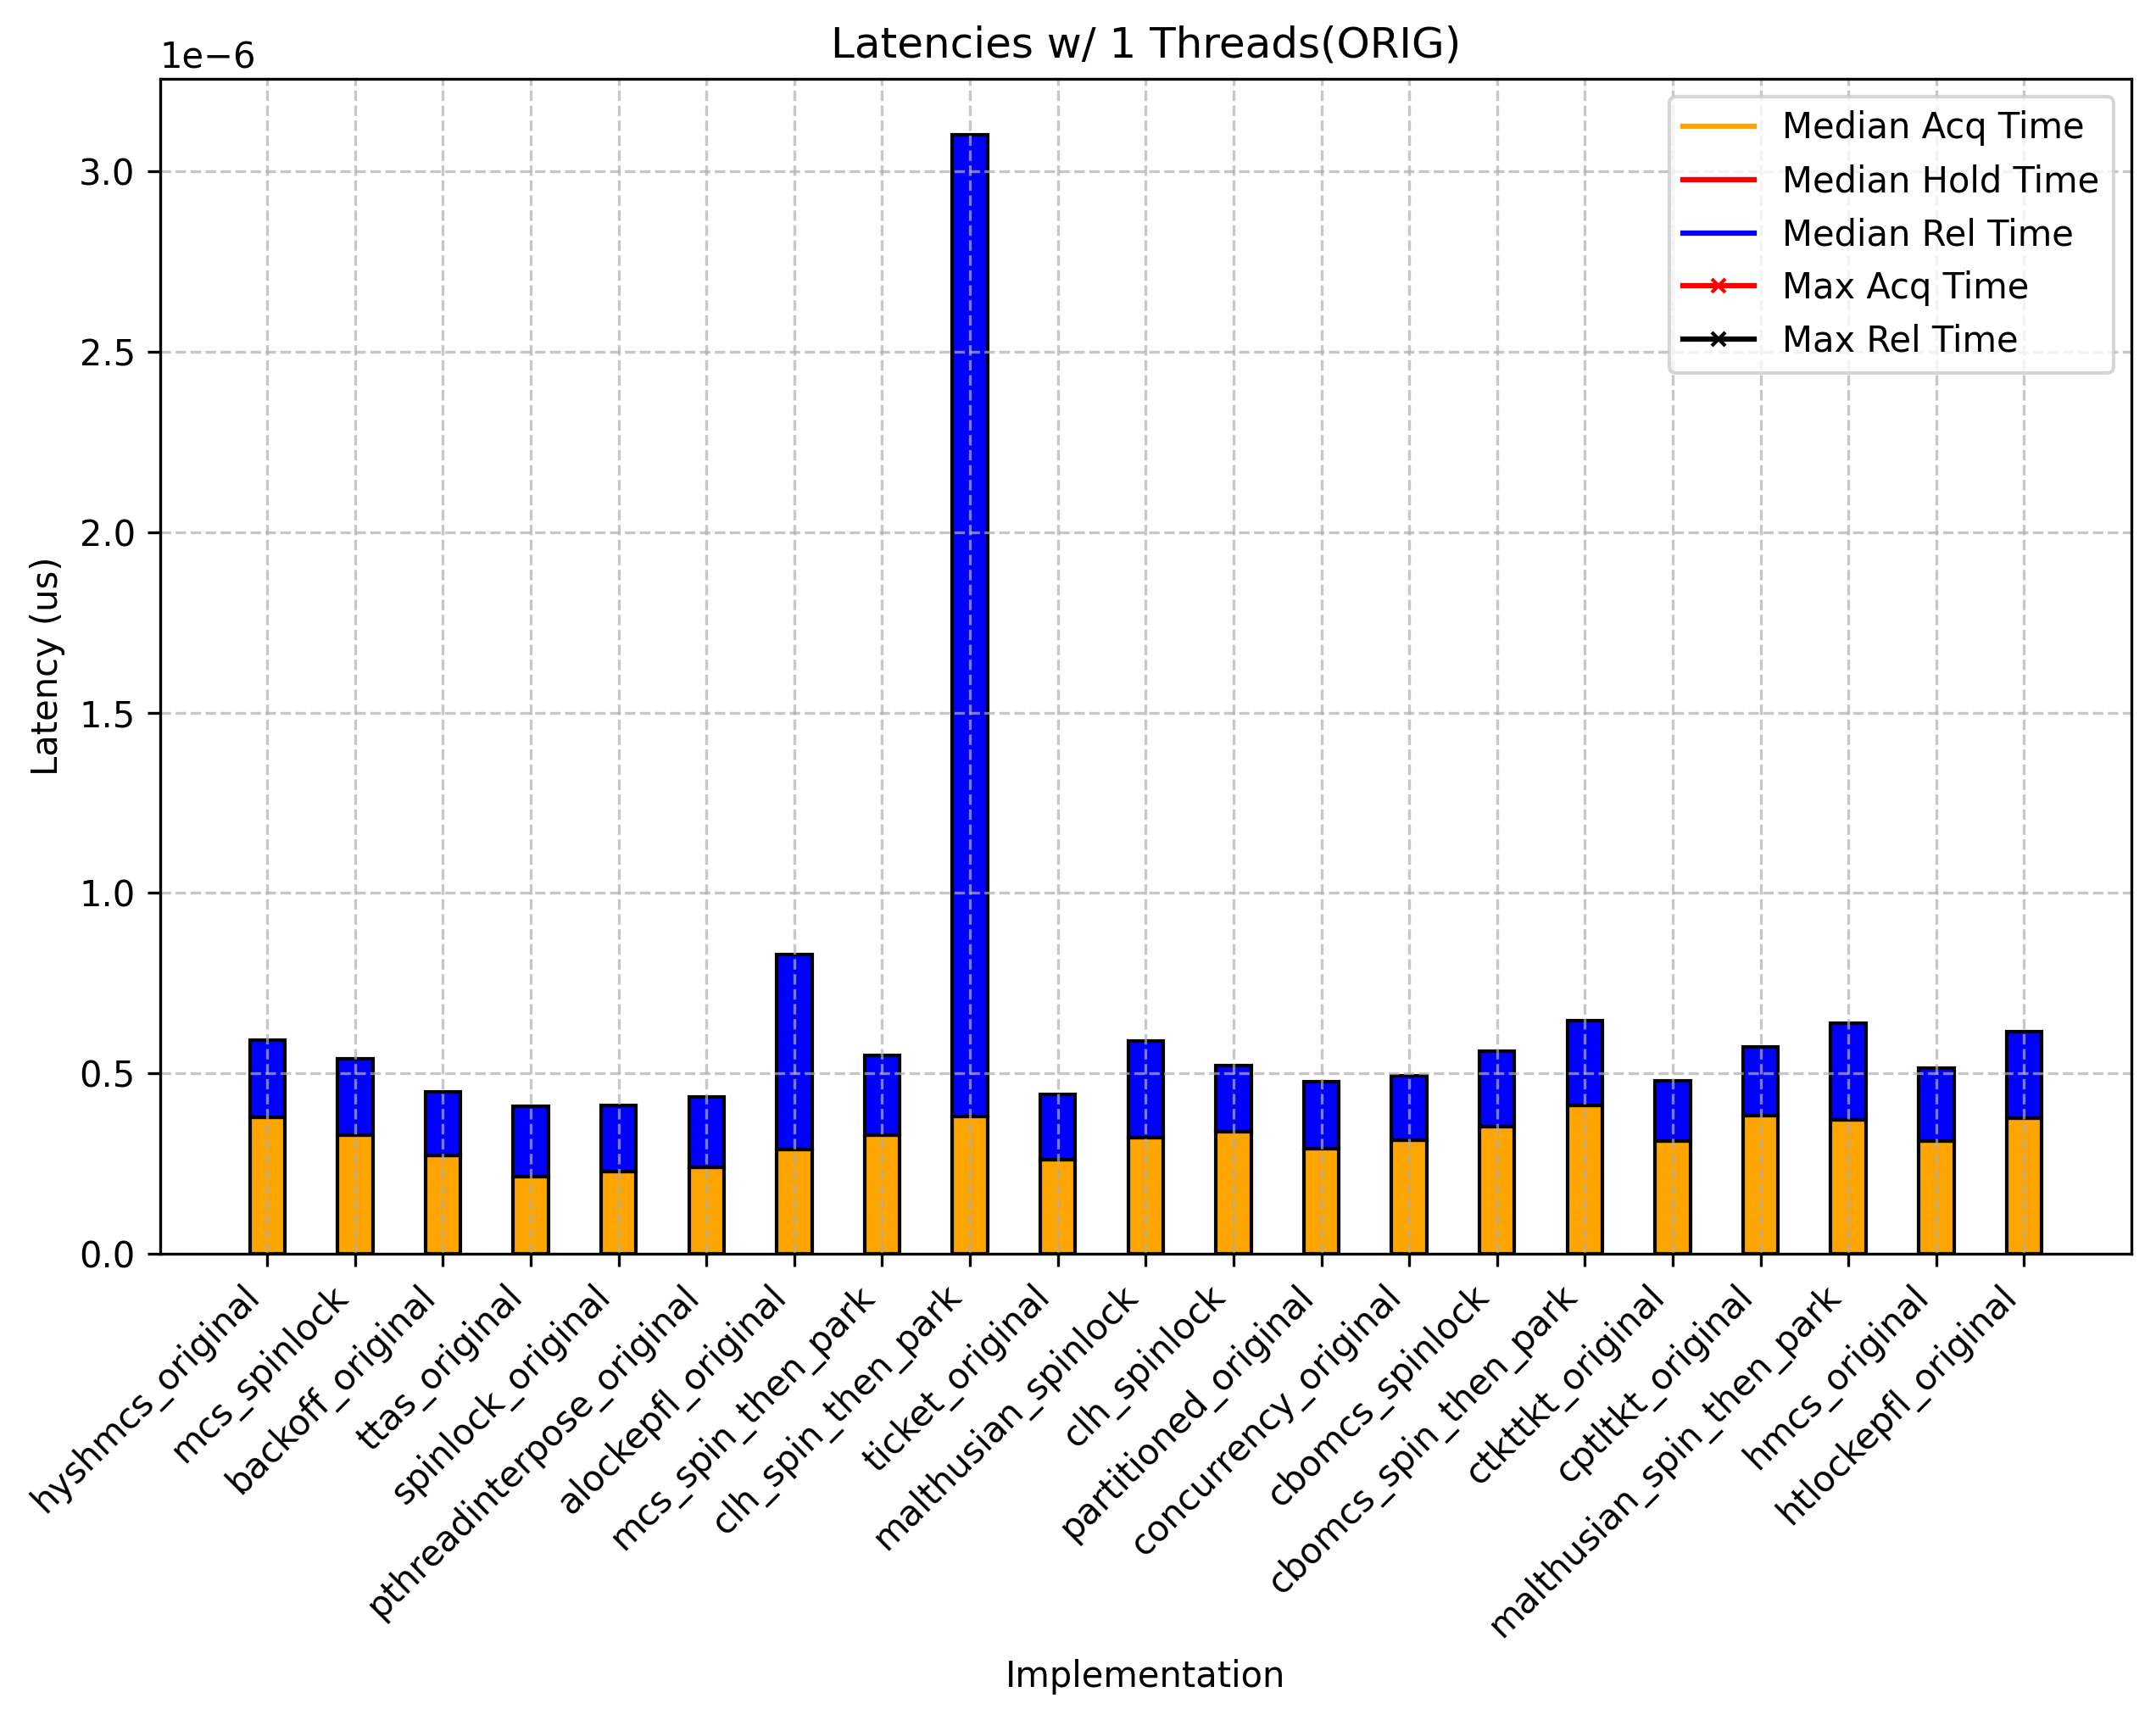 Latencies w/ 1 Threads(ORIG)
1e−6
Median Acq Time
Median Hold Time
Median Rel Time
Max Acq Time
Max Rel Time
3.0
2.5
2.0
1.5
1.0
0.5
0.0
Latency (us)
hyshmcs_original
mcs_spinlock
backoff_original
ttas_original
spinlock_original
pthreadinterpose_original
alockepfl_original
mcs_spin_then_park
clh_spin_then_park
ticket_original
malthusian_spinlock
clh_spinlock
partitioned_original
concurrency_original
cbomcs_spinlock
cbomcs_spin_then_park
ctkttkt_original
cptltkt_original
malthusian_spin_then_park
hmcs_original
htlockepfl_original
Implementation